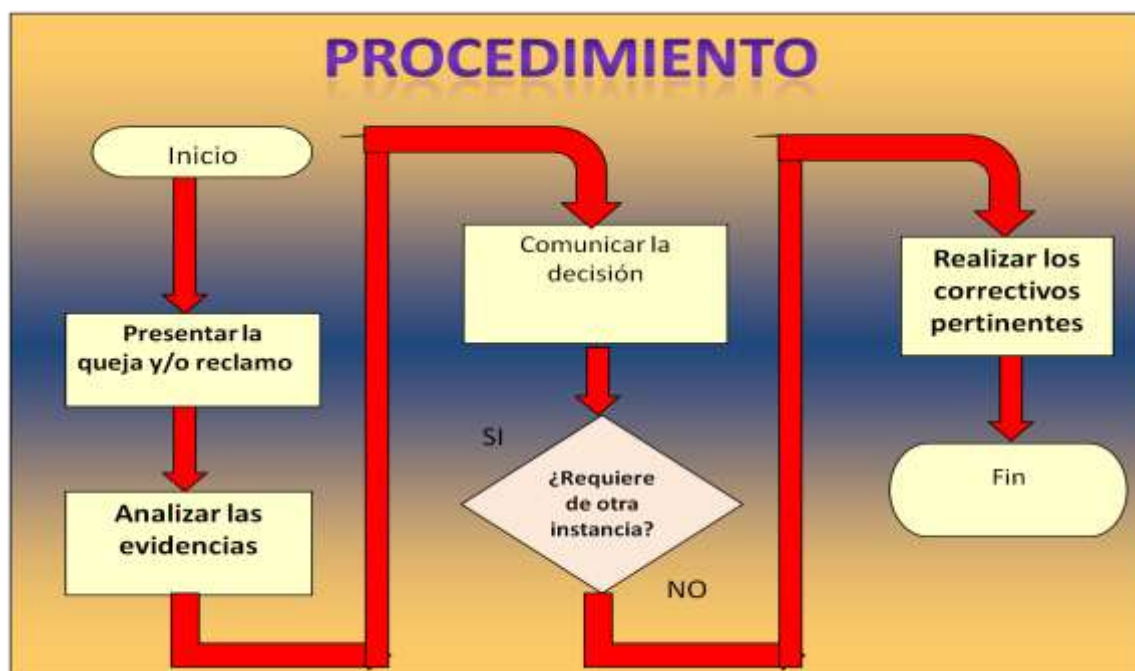 PROCEDIMIENTO
Inicio
Presentar la
queja y/o reclamo
Analizar las
evidencias
Comunicar la
decisión
SI
¿Requiere
de otra
instancia?
NO
Realizar los
correctivos
pertinentes
Fin